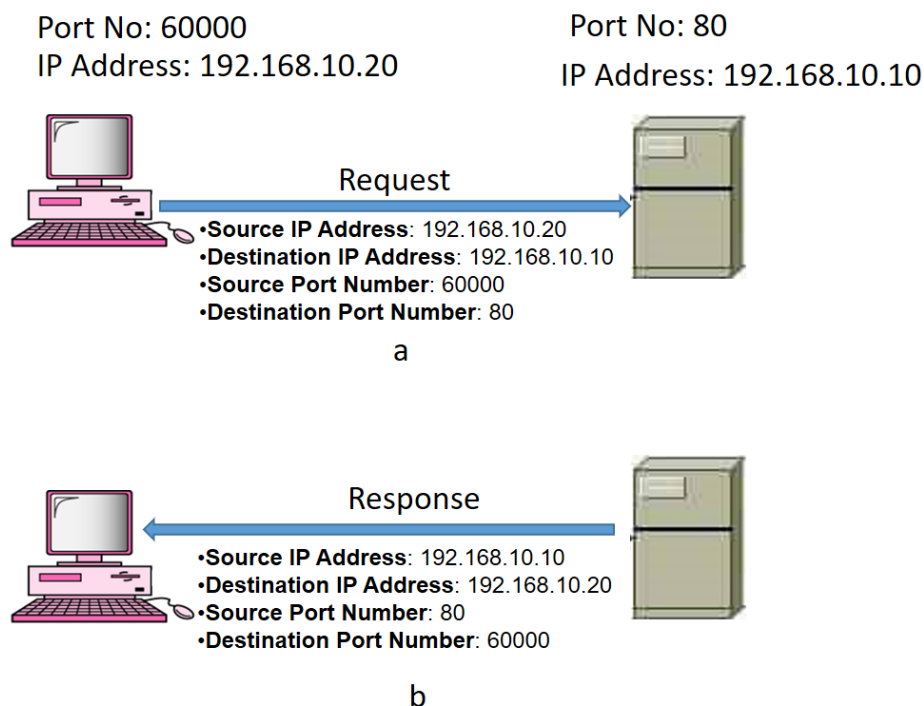 Port No: 60000
IP Address: 192.168.10.20
Port No: 80
IP Address: 192.168.10.10
Request
•Source IP Address: 192.168.10.20
•Destination IP Address: 192.168.10.10
•Source Port Number: 60000
•Destination Port Number: 80
a
Response
•Source IP Address: 192.168.10.10
•Destination IP Address: 192.168.10.20
•Source Port Number: 80
•Destination Port Number: 60000
b